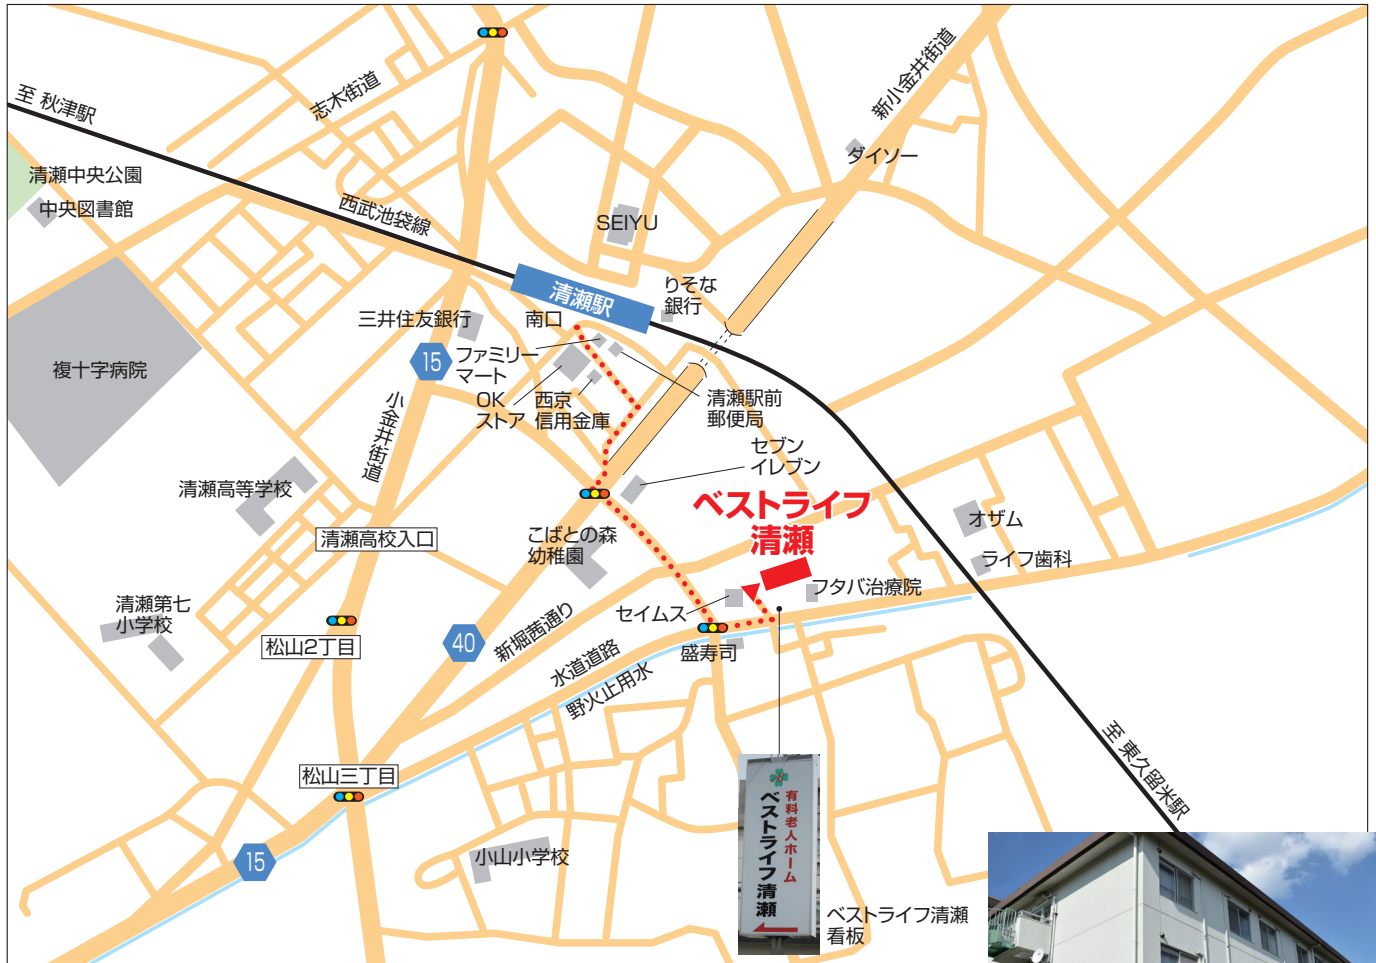 至 秋津駅
志木街道
新小金井街道
ダイソー
清瀬中央公園
中央図書館
西武池袋線
SEIYU
清瀬駅
りそな
銀行
三井住友銀行
南口
15
ファミリー
マート
複十字病院
OK
ストア
西京
信用金庫
清瀬駅前
郵便局
小金井街道
セブン
イレブン
清瀬高等学校
ベストライフ
清瀬
オザム
清瀬高校入口
こばとの森
幼稚園
ライフ歯科
フタバ治療院
清瀬第七
小学校
セイムス
松山2丁目
40
新堀茜通り
盛寿司
水道道路
野火止用水
松山三丁目
至 東久留米駅
15
小山小学校
有料老人ホーム
ベストライフ清瀬
ベストライフ清瀬
看板